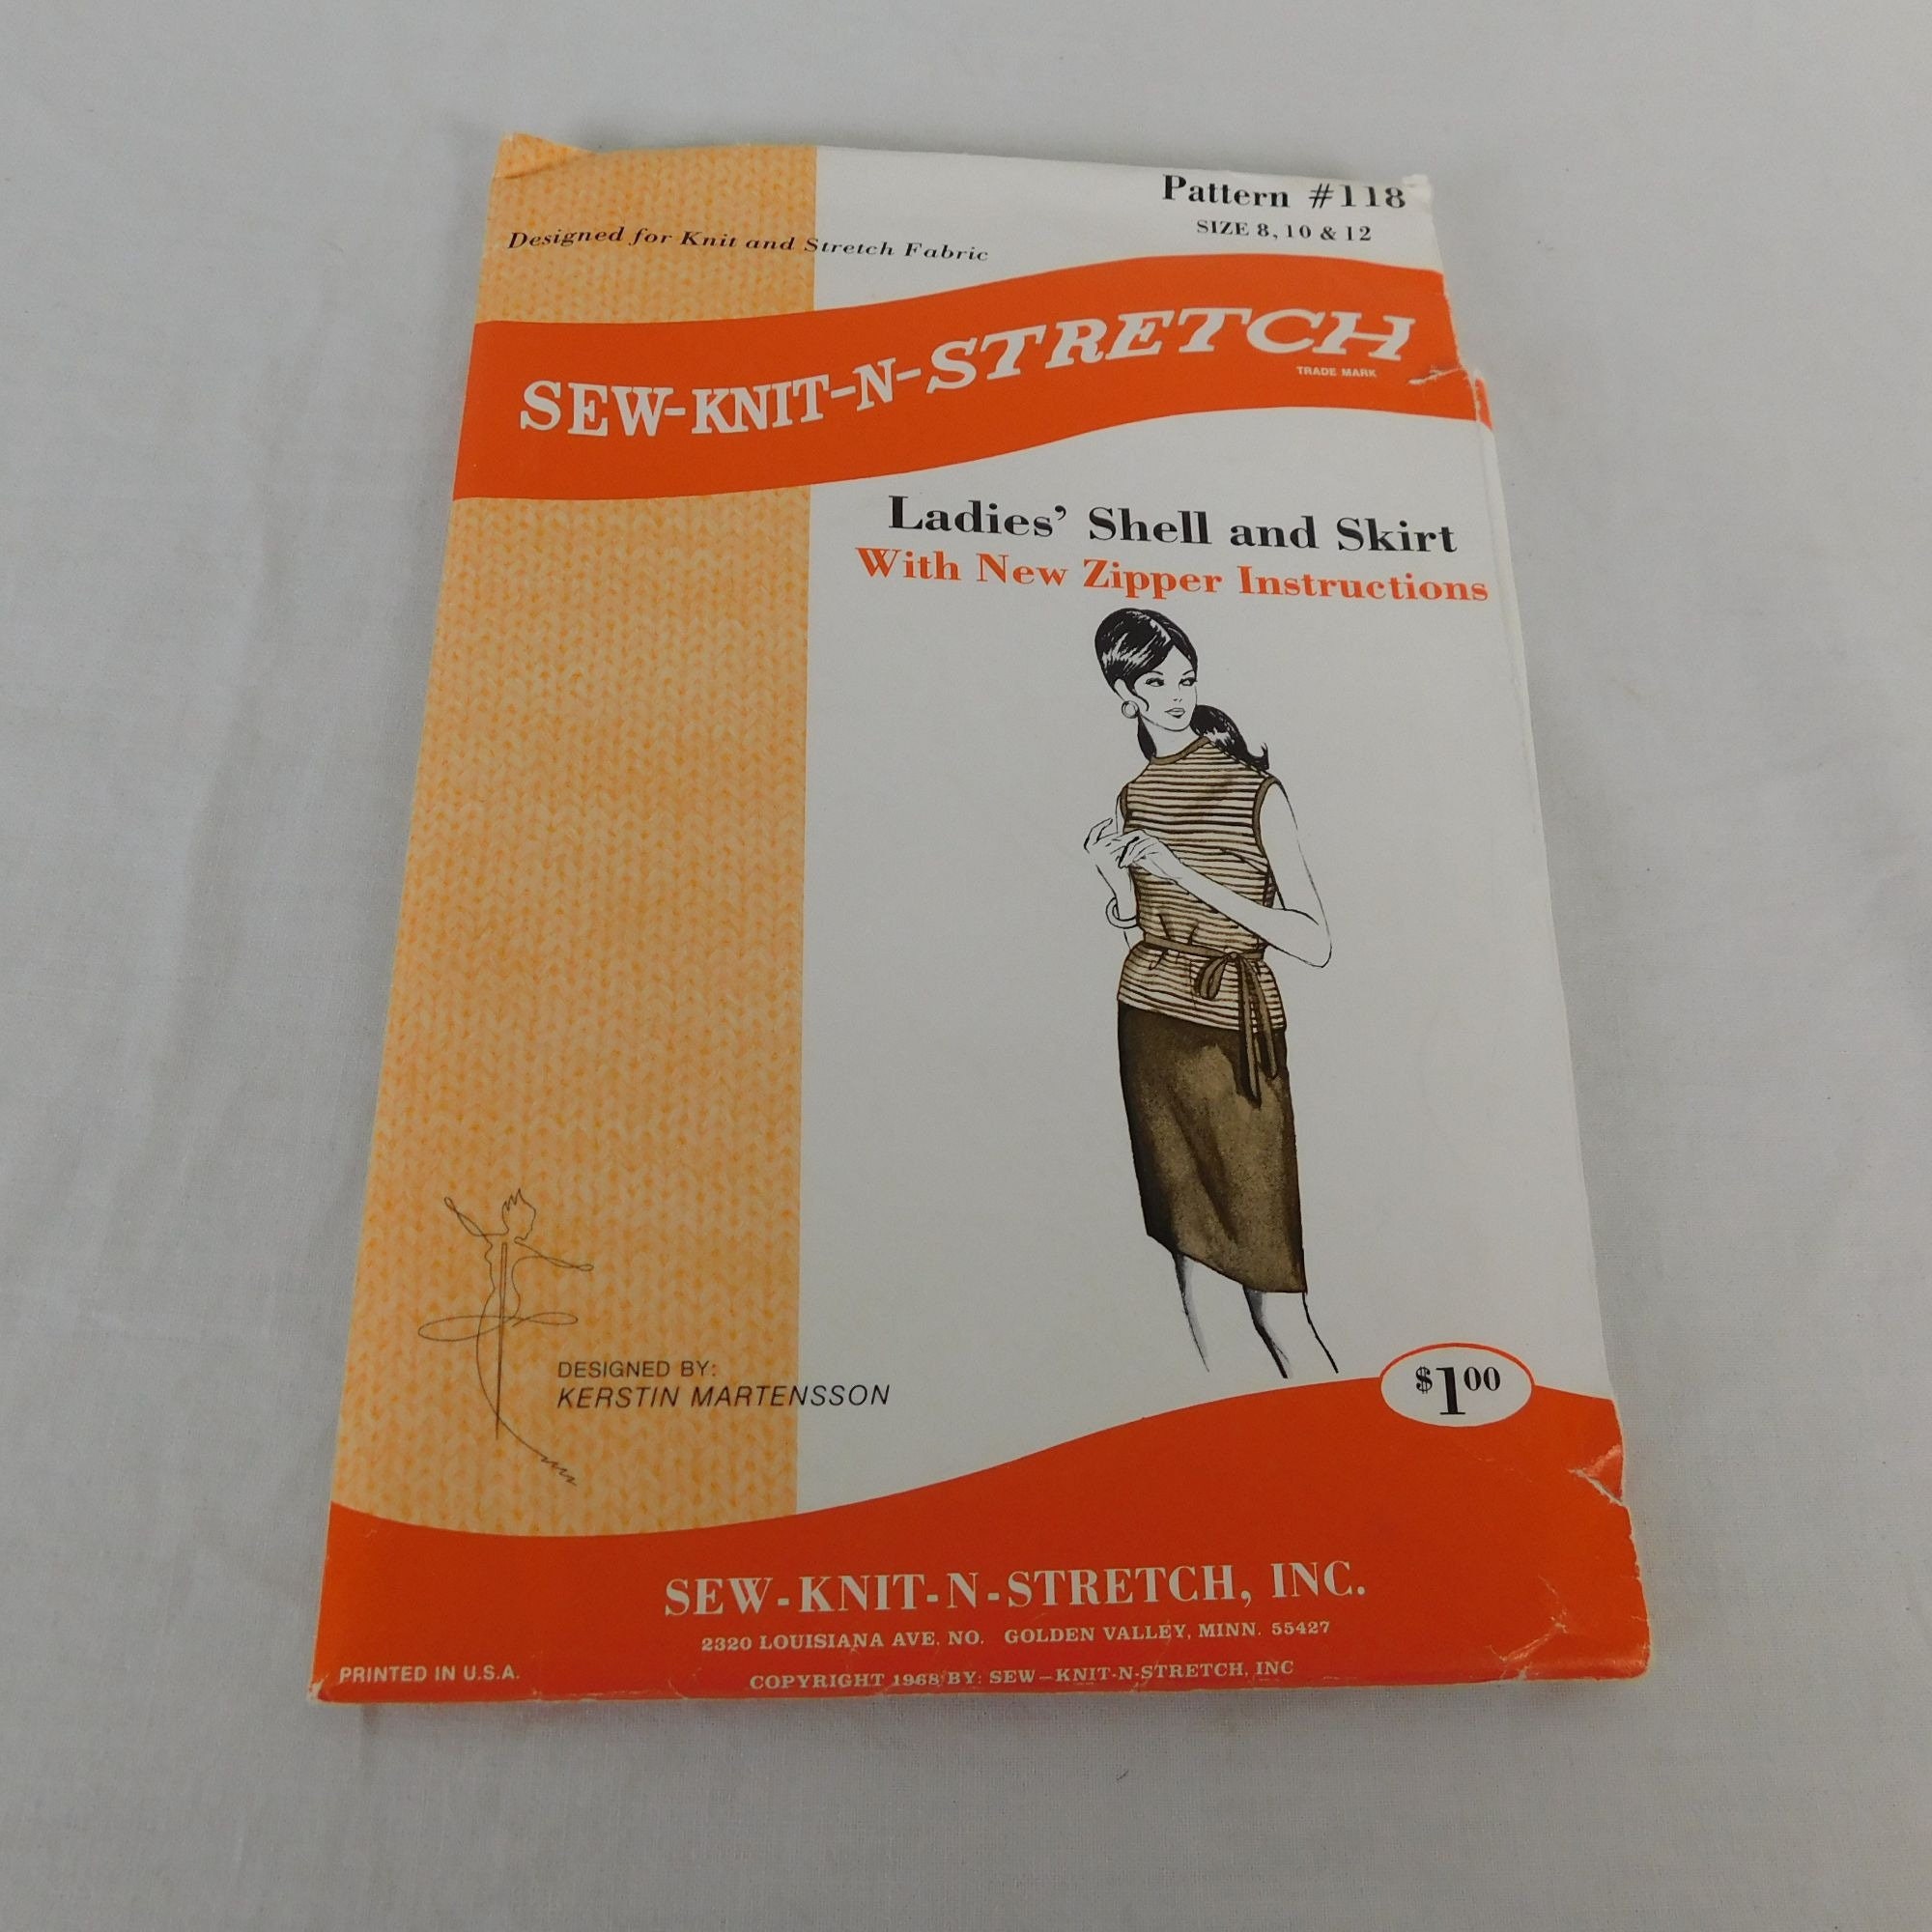 Pattern #118
SIZE 8, 10 & 12
Designed for Knit and Stretch Fabric
SEW-KNIT-N-STRETCH
TRADE MARK
Ladies’ Shell and Skirt
With New Zipper Instructions
DESIGNED BY:
KERSTIN MARTENSSON
$1.00
SEW-KNIT-N-STRETCH, INC.
2320 LOUISIANA AVE. NO. GOLDEN VALLEY, MINN. 55427
PRINTED IN U.S.A.
COPYRIGHT 1968 BY: SEW-KNIT-N-STRETCH, INC